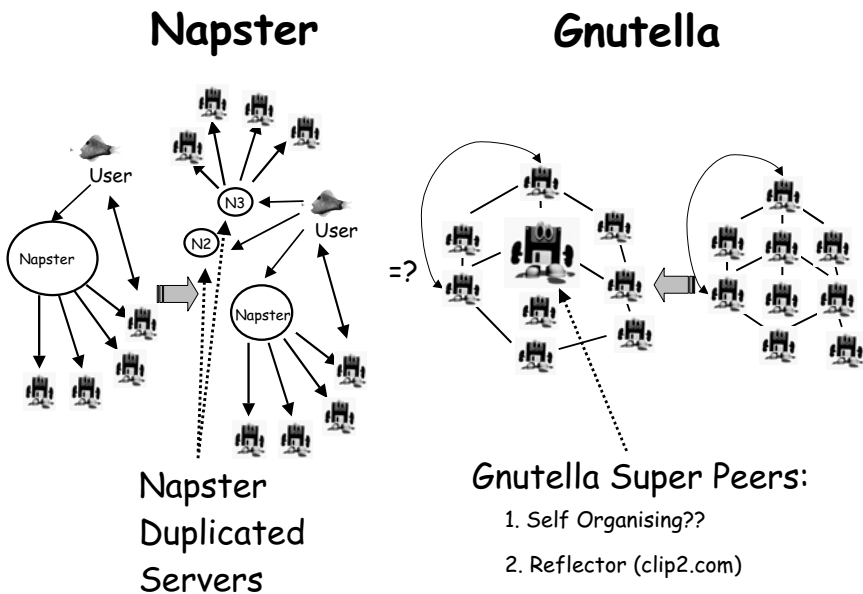 Napster
Gnutella
User
Napster
N3
N2
User
Napster
=?
Napster
Duplicated
Servers
Gnutella Super Peers:
1. Self Organising??
2. Reflector (clip2.com)